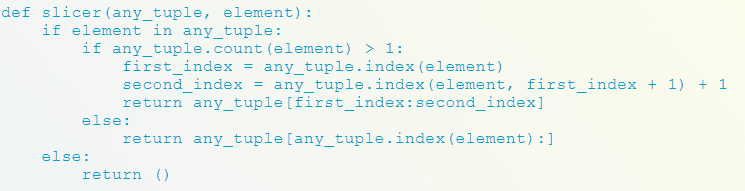 def slicer(any_tuple, element):
    if element in any_tuple:
        if any_tuple.count(element) > 1:
            first_index = any_tuple.index(element)
            second_index = any_tuple.index(element, first_index + 1) + 1
            return any_tuple[first_index:second_index]
        else:
            return any_tuple[any_tuple.index(element):]
    else:
        return ()